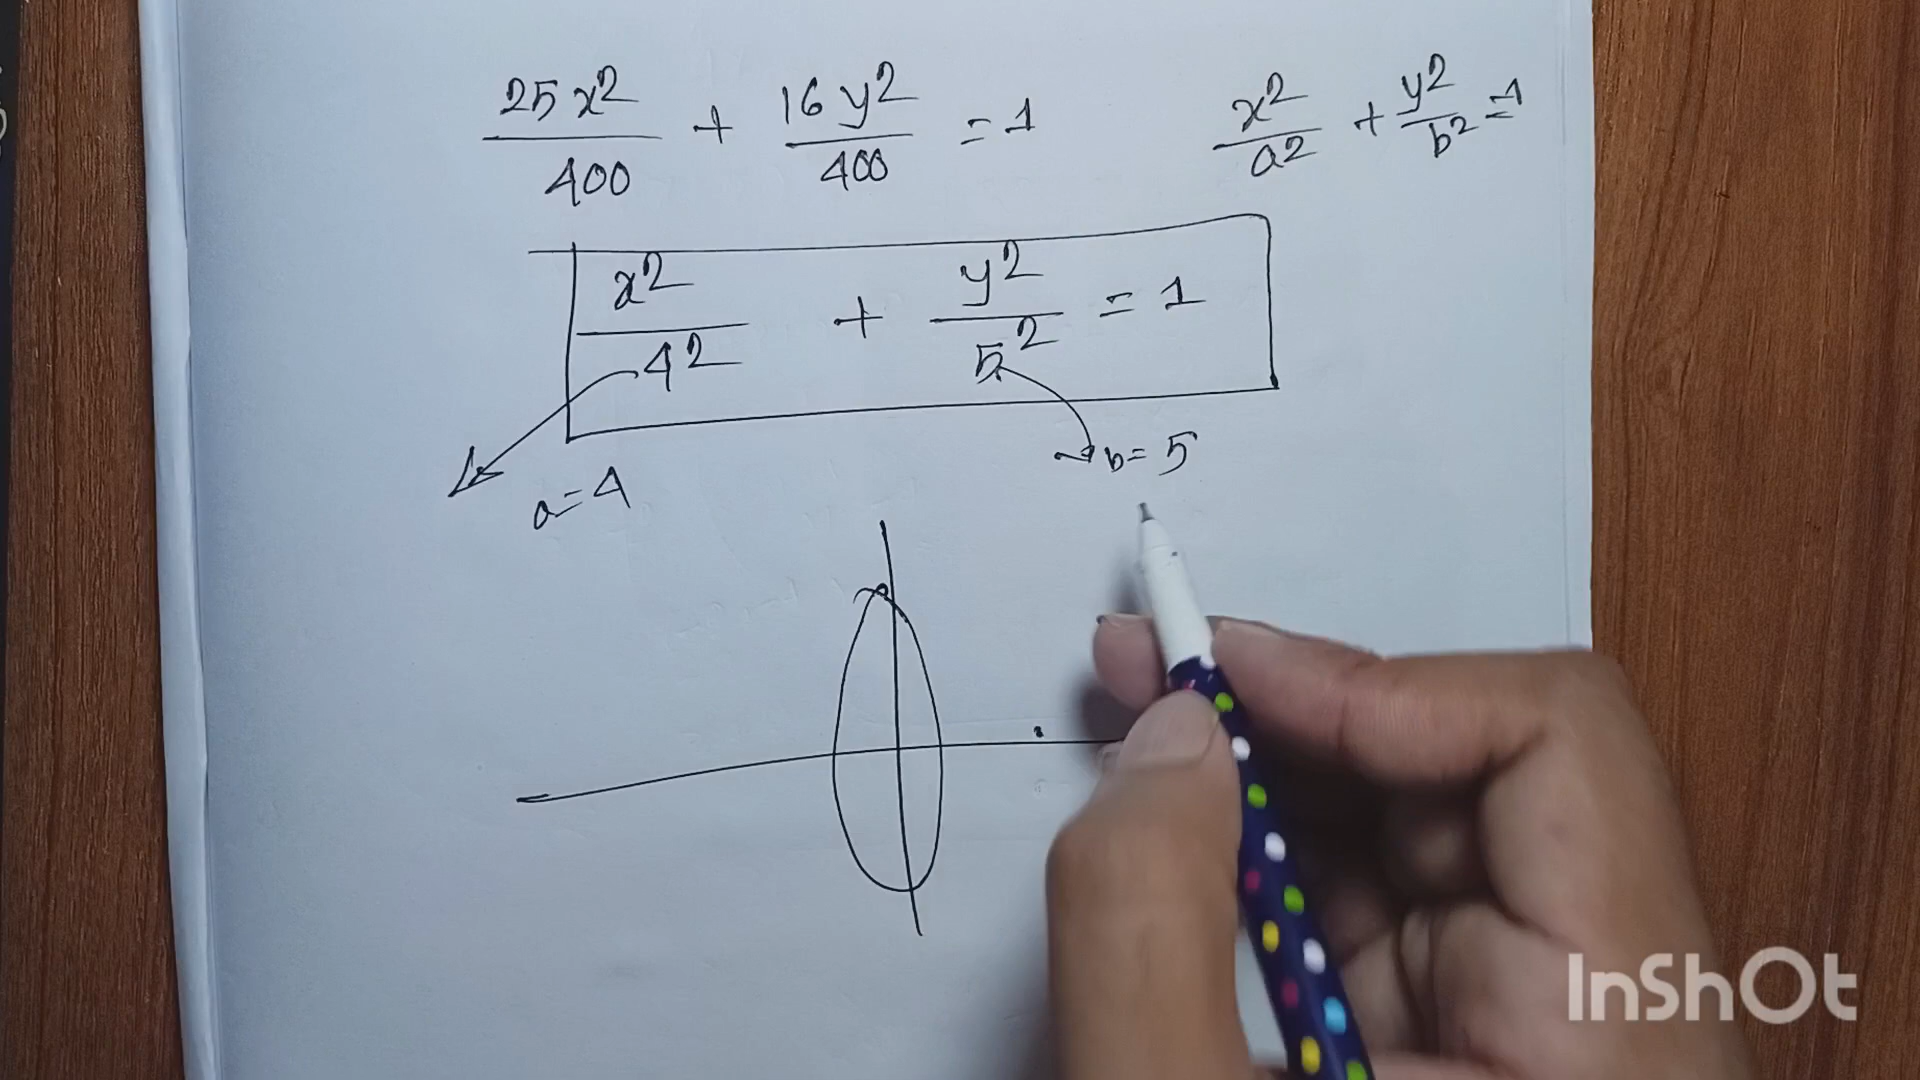 25x²/400 + 16y²/400 = 1
x²/a² + y²/b² = 1
x²/4² + y²/5² = 1
a = 4
b = 5
InShOt